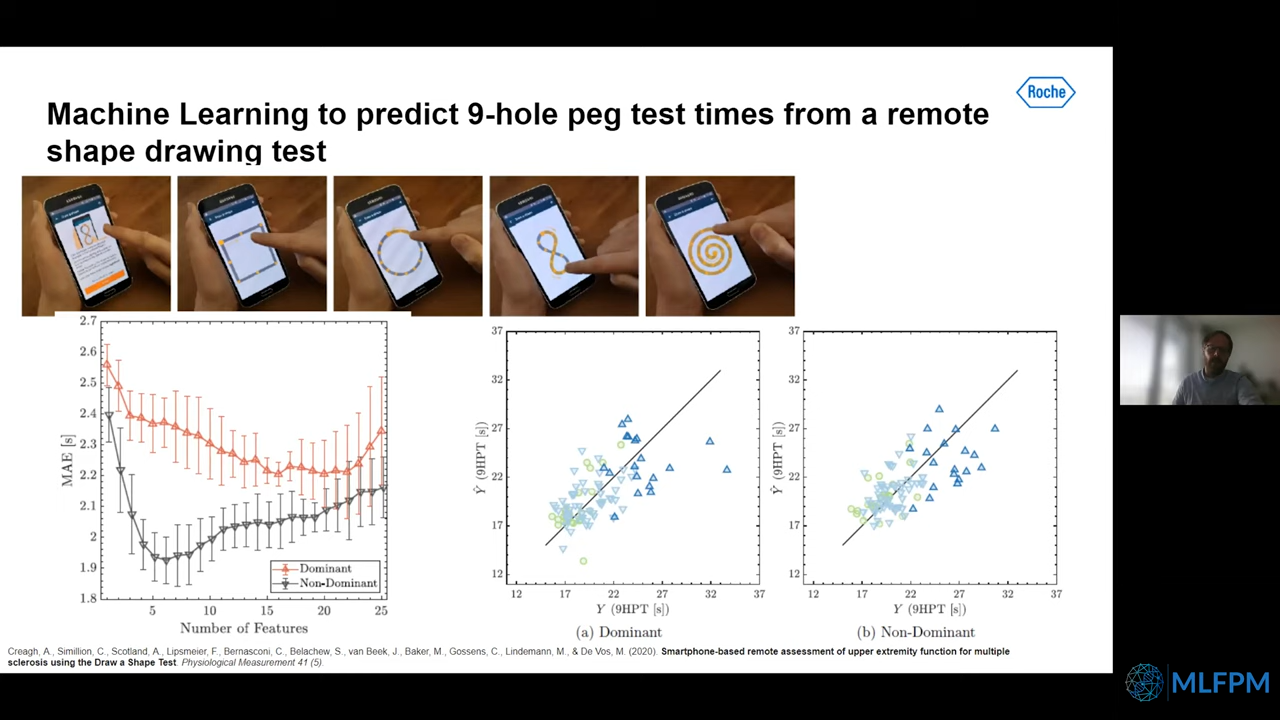 Roche
Machine Learning to predict 9-hole peg test times from a remote
shape drawing test
2.7
2.6
2.5
2.4
2.3
2.2
2.1
2
1.9
1.8
MAE [s]
Dominant
Non-Dominant
5
10
15
20
25
Number of Features
37
32
27
22
17
12
Ŷ (9HPT [s])
12
17
22
27
32
37
Y (9HPT [s])
(a) Dominant
37
32
27
22
17
12
Ŷ (9HPT [s])
12
17
22
27
32
37
Y (9HPT [s])
(b) Non-Dominant
Creagh, A., Simillion, C., Scotland, A., Lipsmeier, F., Bernasconi, C., Belachew, S., van Beek, J., Baker, M., Gossens, C., Lindemann, M., & De Vos, M. (2020). Smartphone-based remote assessment of upper extremity function for multiple
sclerosis using the Draw a Shape Test. Physiological Measurement 41 (5).
MLFPM